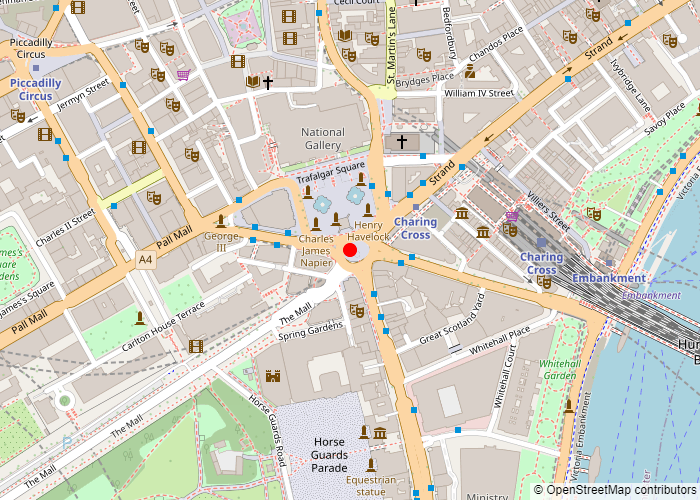 Cecil Court
Bedfordbury
St. Martin's Lane
Chandos Place
Strand
Piccadilly
Circus
Piccadilly
Circus
Jermyn Street
Brydges Place
William IV Street
Ivybridge Lane
Savoy Place
National
Gallery
Trafalgar Square
Strand
Villiers Street
Charles II Street
Pall Mall
George
III
Charles
James
Napier
Henry
Havelock
Charing
Cross
Charing
Cross
Embankment
Embankment
A4
James's Square
Pall Mall
Carlton House Terrace
The Mall
Spring Gardens
Great Scotland Yard
Whitehall Place
Whitehall Court
Whitehall
Garden
Victoria Embankment
The Mall
The Mall
Horse Guards Road
Horse
Guards
Parade
Equestrian
statue
Ministry
© OpenStreetMap contributors